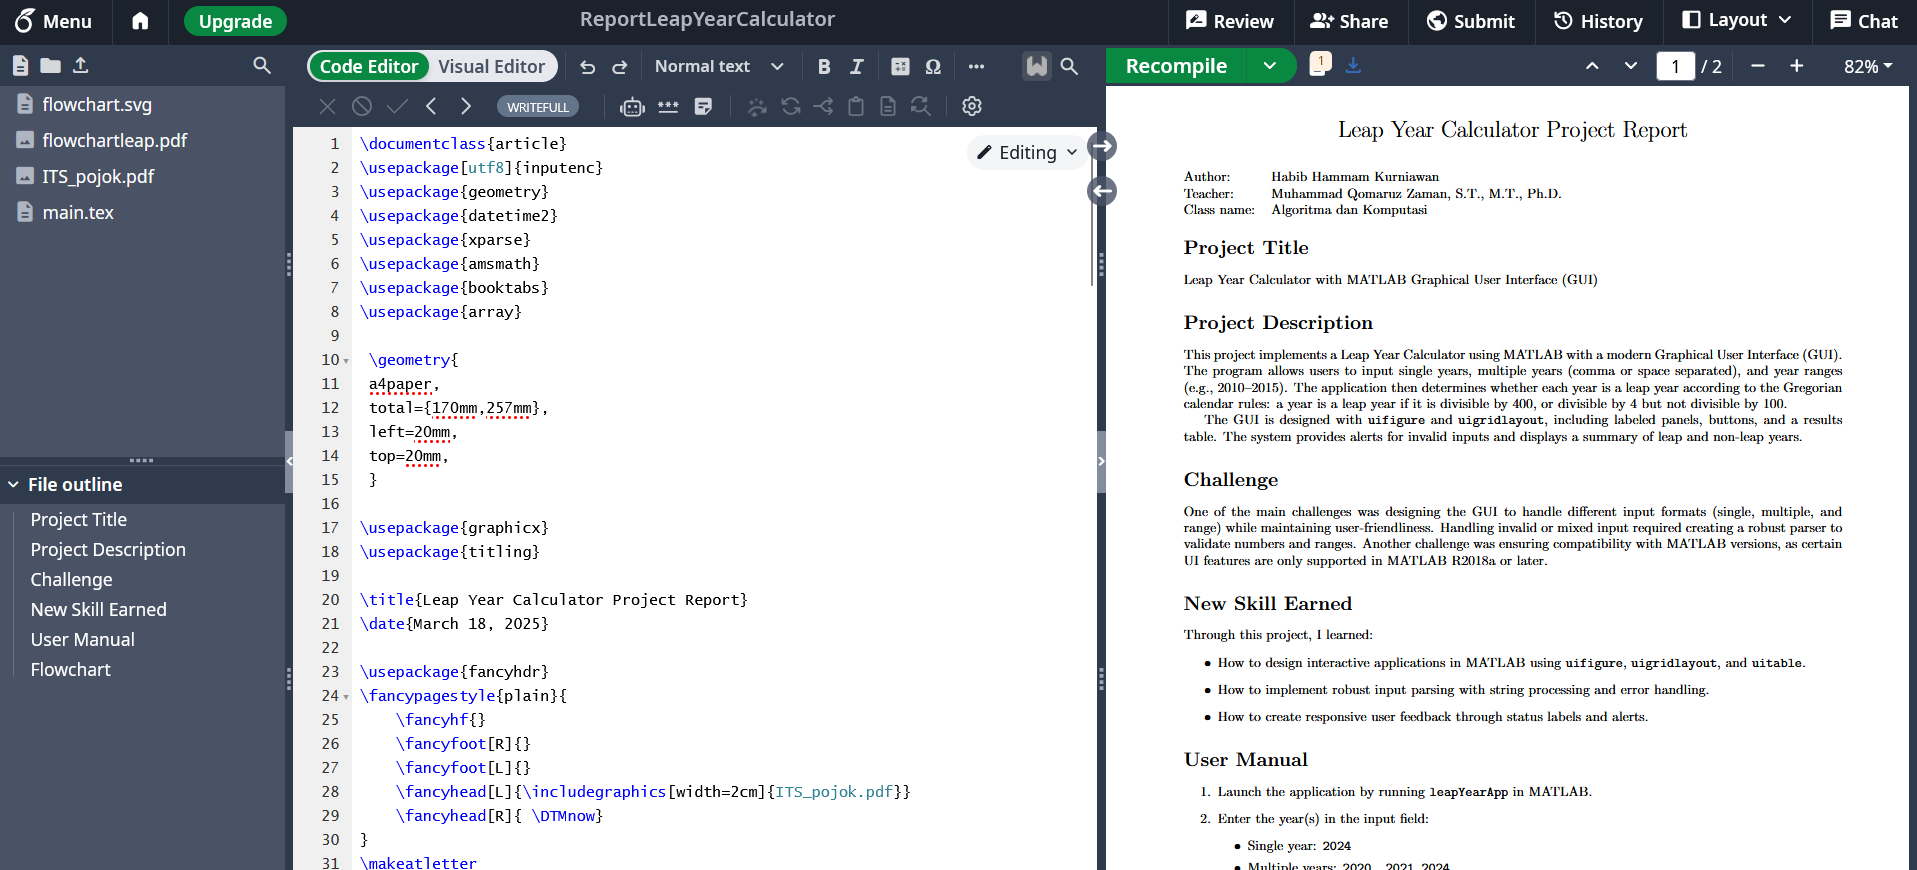 Menu
Upgrade
ReportLeapYearCalculator
Review
Share
Submit
History
Layout
Chat
Code Editor
Visual Editor
Normal text
B
I
Ω
Recompile
1
1 / 2
82%
flowchart.svg
flowchartleap.pdf
ITS_pojok.pdf
main.tex
File outline
Project Title
Project Description
Challenge
New Skill Earned
User Manual
Flowchart
WRITEFULL
Editing
1 \documentclass{article}
2 \usepackage[utf8]{inputenc}
3 \usepackage{geometry}
4 \usepackage{datetime2}
5 \usepackage{xparse}
6 \usepackage{amsmath}
7 \usepackage{booktabs}
8 \usepackage{array}
9
10 \geometry{
11 a4paper,
12 total={170mm,257mm},
13 left=20mm,
14 top=20mm,
15 }
16
17 \usepackage{graphicx}
18 \usepackage{titling}
19
20 \title{Leap Year Calculator Project Report}
21 \date{March 18, 2025}
22
23 \usepackage{fancyhdr}
24 \fancypagestyle{plain}{
25 \fancyhf{}
26 \fancyfoot[R]{}
27 \fancyfoot[L]{}
28 \fancyhead[L]{\includegraphics[width=2cm]{ITS_pojok.pdf}}
29 \fancyhead[R]{ \DTMnow}
30 }
31 \makeatletter
Leap Year Calculator Project Report
Author: Habib Hammam Kurniawan
Teacher: Muhammad Qomaruz Zaman, S.T., M.T., Ph.D.
Class name: Algoritma dan Komputasi
Project Title
Leap Year Calculator with MATLAB Graphical User Interface (GUI)
Project Description
This project implements a Leap Year Calculator using MATLAB with a modern Graphical User Interface (GUI).
The program allows users to input single years, multiple years (comma or space separated), and year ranges
(e.g., 2010–2015). The application then determines whether each year is a leap year according to the Gregorian
calendar rules: a year is a leap year if it is divisible by 400, or divisible by 4 but not divisible by 100.
The GUI is designed with uifigure and uigridlayout, including labeled panels, buttons, and a results
table. The system provides alerts for invalid inputs and displays a summary of leap and non-leap years.
Challenge
One of the main challenges was designing the GUI to handle different input formats (single, multiple, and
range) while maintaining user-friendliness. Handling invalid or mixed input required creating a robust parser to
validate numbers and ranges. Another challenge was ensuring compatibility with MATLAB versions, as certain
UI features are only supported in MATLAB R2018a or later.
New Skill Earned
Through this project, I learned:
• How to design interactive applications in MATLAB using uifigure, uigridlayout, and uitable.
• How to implement robust input parsing with string processing and error handling.
• How to create responsive user feedback through status labels and alerts.
User Manual
1. Launch the application by running leapYearApp in MATLAB.
2. Enter the year(s) in the input field:
• Single year: 2024
• Multiple years: 2020, 2021 2024